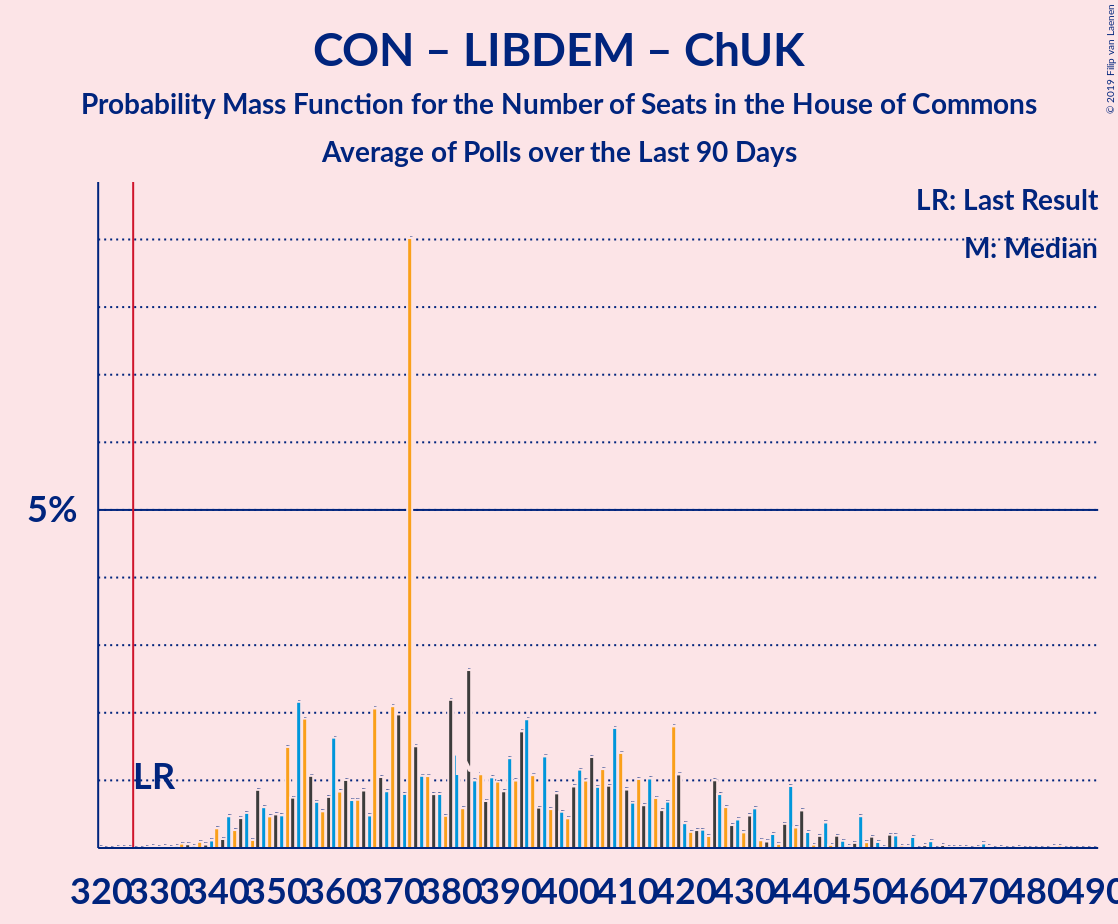 CON – LIBDEM – ChUK
Probability Mass Function for the Number of Seats in the House of Commons
Average of Polls over the Last 90 Days
© 2019 Filip van Laenen
LR: Last Result
M: Median
5%
LR
320 330 340 350 360 370 380 390 400 410 420 430 440 450 460 470 480 490